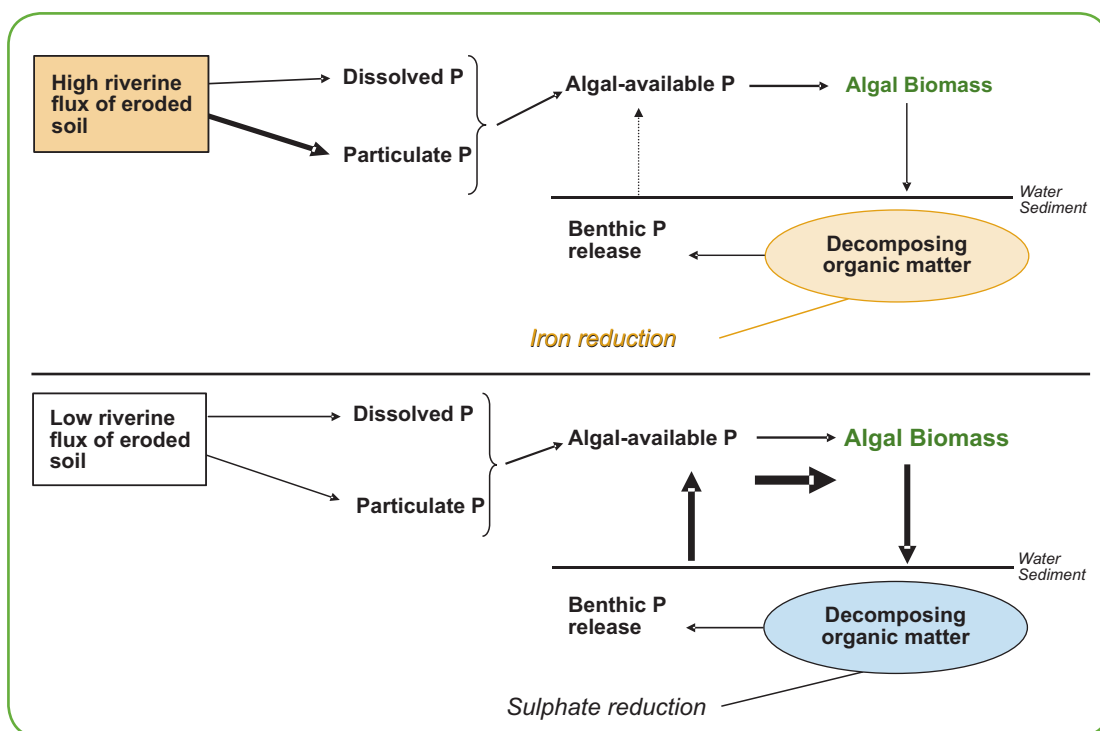 High riverine
flux of eroded
soil
Dissolved P
Particulate P
Algal-available P
Algal Biomass
Water
Sediment
Benthic P
release
Decomposing
organic matter
Iron reduction
Low riverine
flux of eroded
soil
Dissolved P
Particulate P
Algal-available P
Algal Biomass
Water
Sediment
Benthic P
release
Decomposing
organic matter
Sulphate reduction